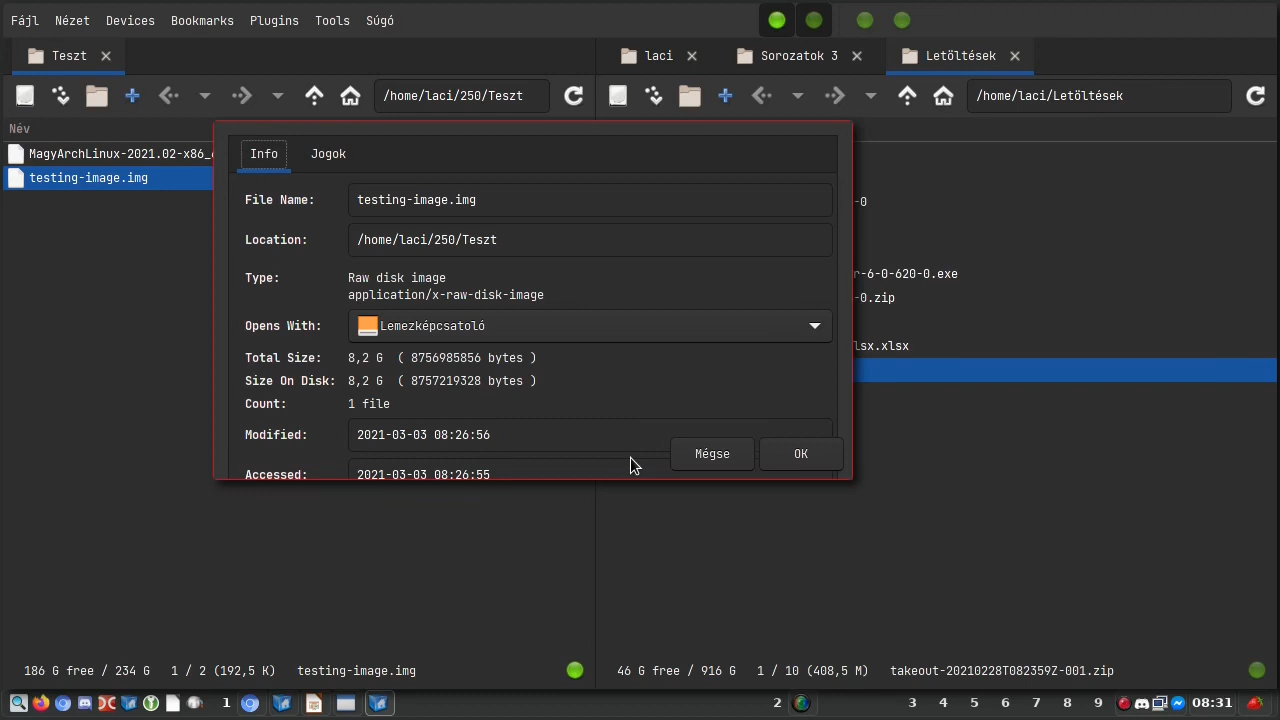 Fájl Nézet Devices Bookmarks Plugins Tools Súgó
Teszt
laci Sorozatok 3 Letöltések
/home/laci/250/Teszt
/home/laci/Letöltések
Név
MagyArchLinux-2021.02-x86_
testing-image.img
Info Jogok
File Name: testing-image.img
Location: /home/laci/250/Teszt
Type: Raw disk image
application/x-raw-disk-image
Opens With: Lemezképcsatoló
Total Size: 8,2 G ( 8756985856 bytes )
Size On Disk: 8,2 G ( 8757219328 bytes )
Count: 1 file
Modified: 2021-03-03 08:26:56
Accessed: 2021-03-03 08:26:55
Mégse OK
-0
r-6-0-620-0.exe
-0.zip
lsx.xlsx
186 G free / 234 G 1 / 2 (192,5 K) testing-image.img
46 G free / 916 G 1 / 10 (408,5 M) takeout-20210228T082359Z-001.zip
1 2 3 4 5 6 7 8 9 08:31